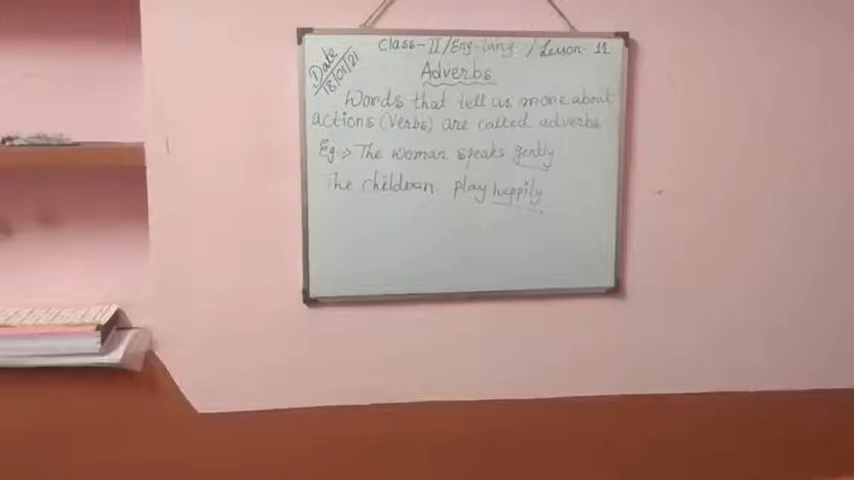 Class-II/Eng-Lang/Lesson-11
Date
18/01/21
Adverbs
Words that tell us more about
actions (Verbs) are called adverbs.
Eg -> The woman speaks gently
The children play happily